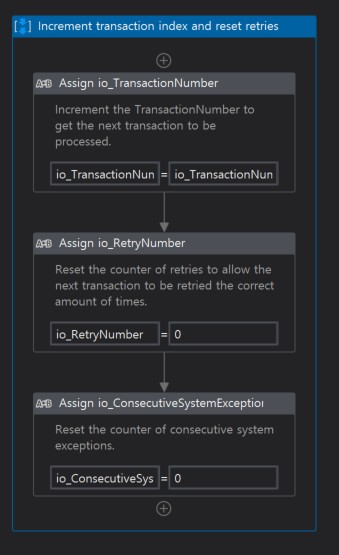 Increment transaction index and reset retries
A=B Assign io_TransactionNumber
Increment the TransactionNumber to
get the next transaction to be
processed.
io_TransactionNun = io_TransactionNun
A=B Assign io_RetryNumber
Reset the counter of retries to allow the
next transaction to be retried the correct
amount of times.
io_RetryNumber = 0
A=B Assign io_ConsecutiveSystemException
Reset the counter of consecutive system
exceptions.
io_ConsecutiveSys = 0